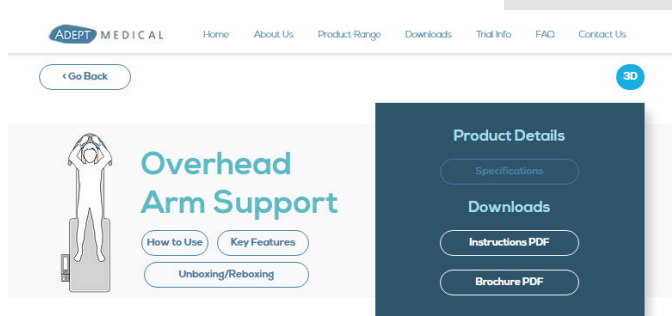 ADEPT MEDICAL Home About Us Product Range Downloads Trial Info FAQ Contact Us
‹ Go Back
3D
Overhead
Arm Support
How to Use Key Features
Unboxing/Reboxing
Product Details
Specifications
Downloads
Instructions PDF
Brochure PDF